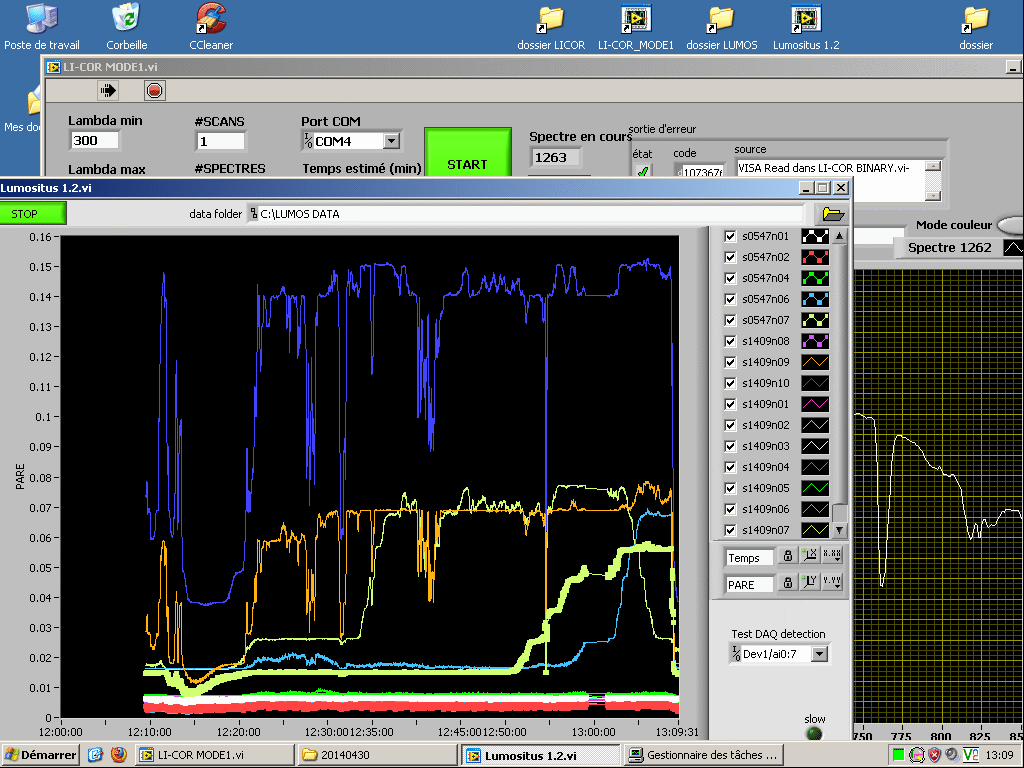 Poste de travail
Corbeille
CCleaner
dossier LICOR
LI-COR_MODE1
dossier LUMOS
Lumositus 1.2
dossier
Mes do
LI-COR MODE1.vi
Lambda min
#SCANS
Port COM
300
1
COM4
START
Spectre en cours
1263
sortie d'erreur
état
code
source
107367
VISA Read dans LI-COR BINARY.vi-
Lambda max
#SPECTRES
Temps estimé (min)
Mode couleur
Spectre 1262
Lumositus 1.2.vi
STOP
data folder
C:\LUMOS DATA
0.16
0.15
0.14
0.13
0.12
0.11
0.1
0.09
0.08
0.07
0.06
0.05
0.04
0.03
0.02
0.01
0
PARE
12:00:00
12:10:00
12:20:00
12:30:00
12:35:00
12:45:00
12:50:00
13:00:00
13:09:31
s0547n01
s0547n02
s0547n04
s0547n06
s0547n07
s1409n08
s1409n09
s1409n10
s1409n01
s1409n02
s1409n03
s1409n04
s1409n05
s1409n06
s1409n07
Temps
X
X.XX
PARE
Y
Y.YY
Test DAQ detection
Dev1/ai0:7
slow
750
775
800
825
85
Démarrer
LI-COR MODE1.vi
20140430
Lumositus 1.2.vi
Gestionnaire des tâches ...
V2
13:09